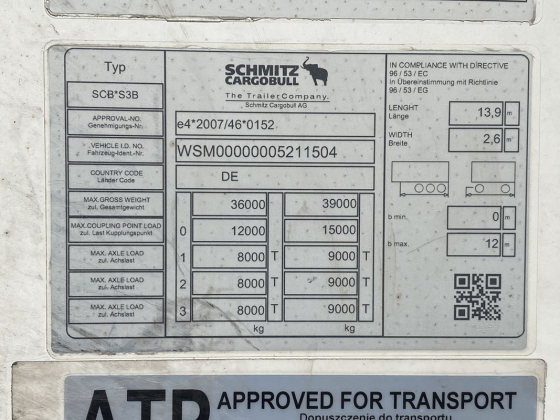 Typ
SCB*S3B
APPROVAL-NO.
Genehmigungs-Nr.
VEHICLE I.D. NO.
Fahrzeug-Ident.-Nr.
COUNTRY CODE
Länder Code
MAX.GROSS WEIGHT
zul. Gesamtgewicht
MAX.COUPLING POINT LOAD
zul. Last Kupplungspunkt
MAX. AXLE LOAD
zul. Achslast
MAX. AXLE LOAD
zul. Achslast
MAX. AXLE LOAD
zul. Achslast
SCHMITZ
CARGOBULL
The Trailer Company.
Schmitz Cargobull AG
e4*2007/46*0152
WSM00000005211504
DE
36000 39000
0 12000 15000
1 8000 T 9000 T
2 8000 T 9000 T
3 8000 T 9000 T
kg kg
IN COMPLIANCE WITH DIRECTIVE
96 / 53 / EC
in Übereinstimmung mit Richtlinie
96 / 53 / EG
LENGHT
Länge
13,9 m
WIDTH
Breite
2,6 m
b min. 0 m
b max. 12 m
ATP
APPROVED FOR TRANSPORT
Dopuszczenie do transportu